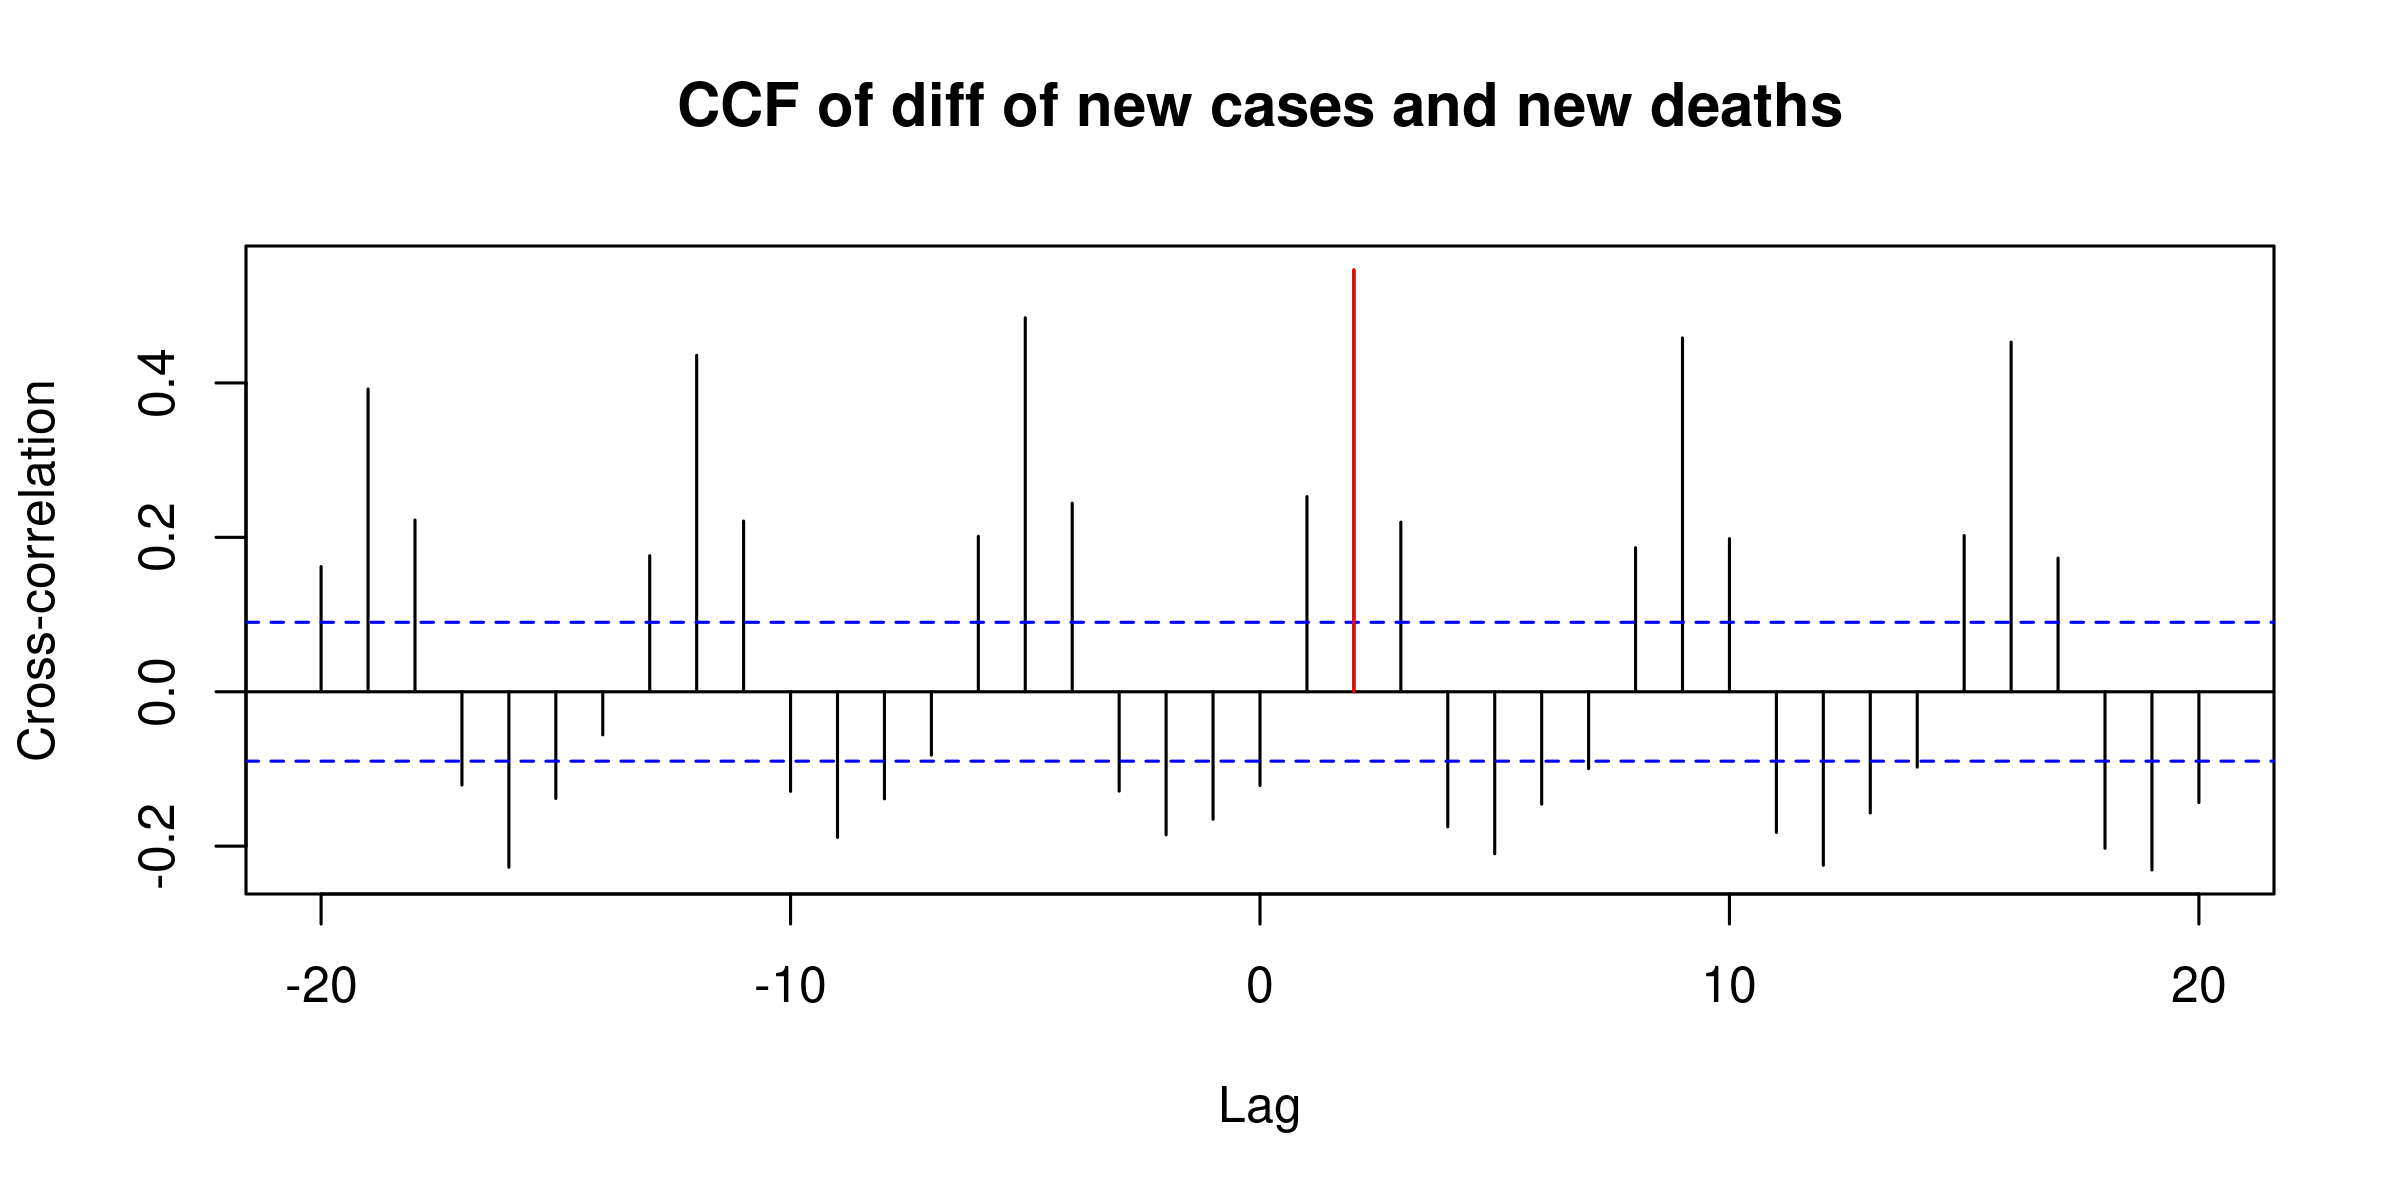 CCF of diff of new cases and new deaths
Cross-correlation
0.4
0.2
0.0
-0.2
-20 -10 0 10 20
Lag